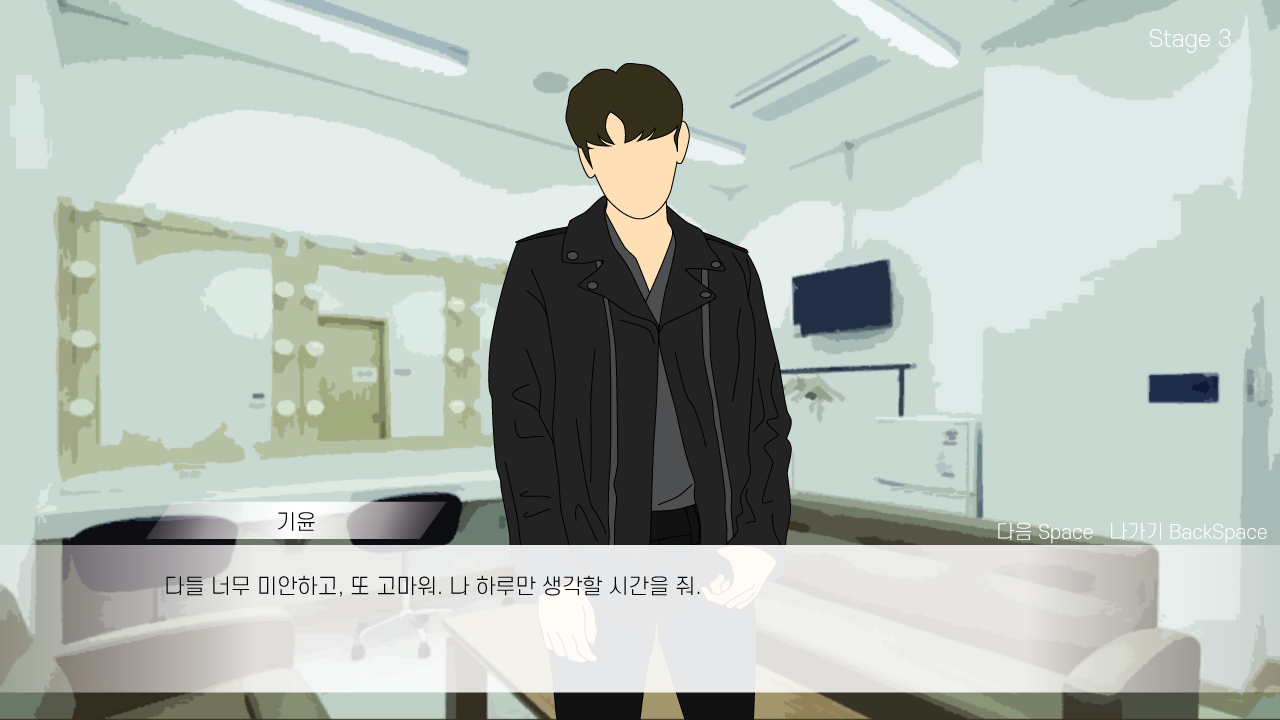 Stage 3
기윤
다음 Space 나가기 BackSpace
다들 너무 미안하고, 또 고마워. 나 하루만 생각할 시간을 줘.